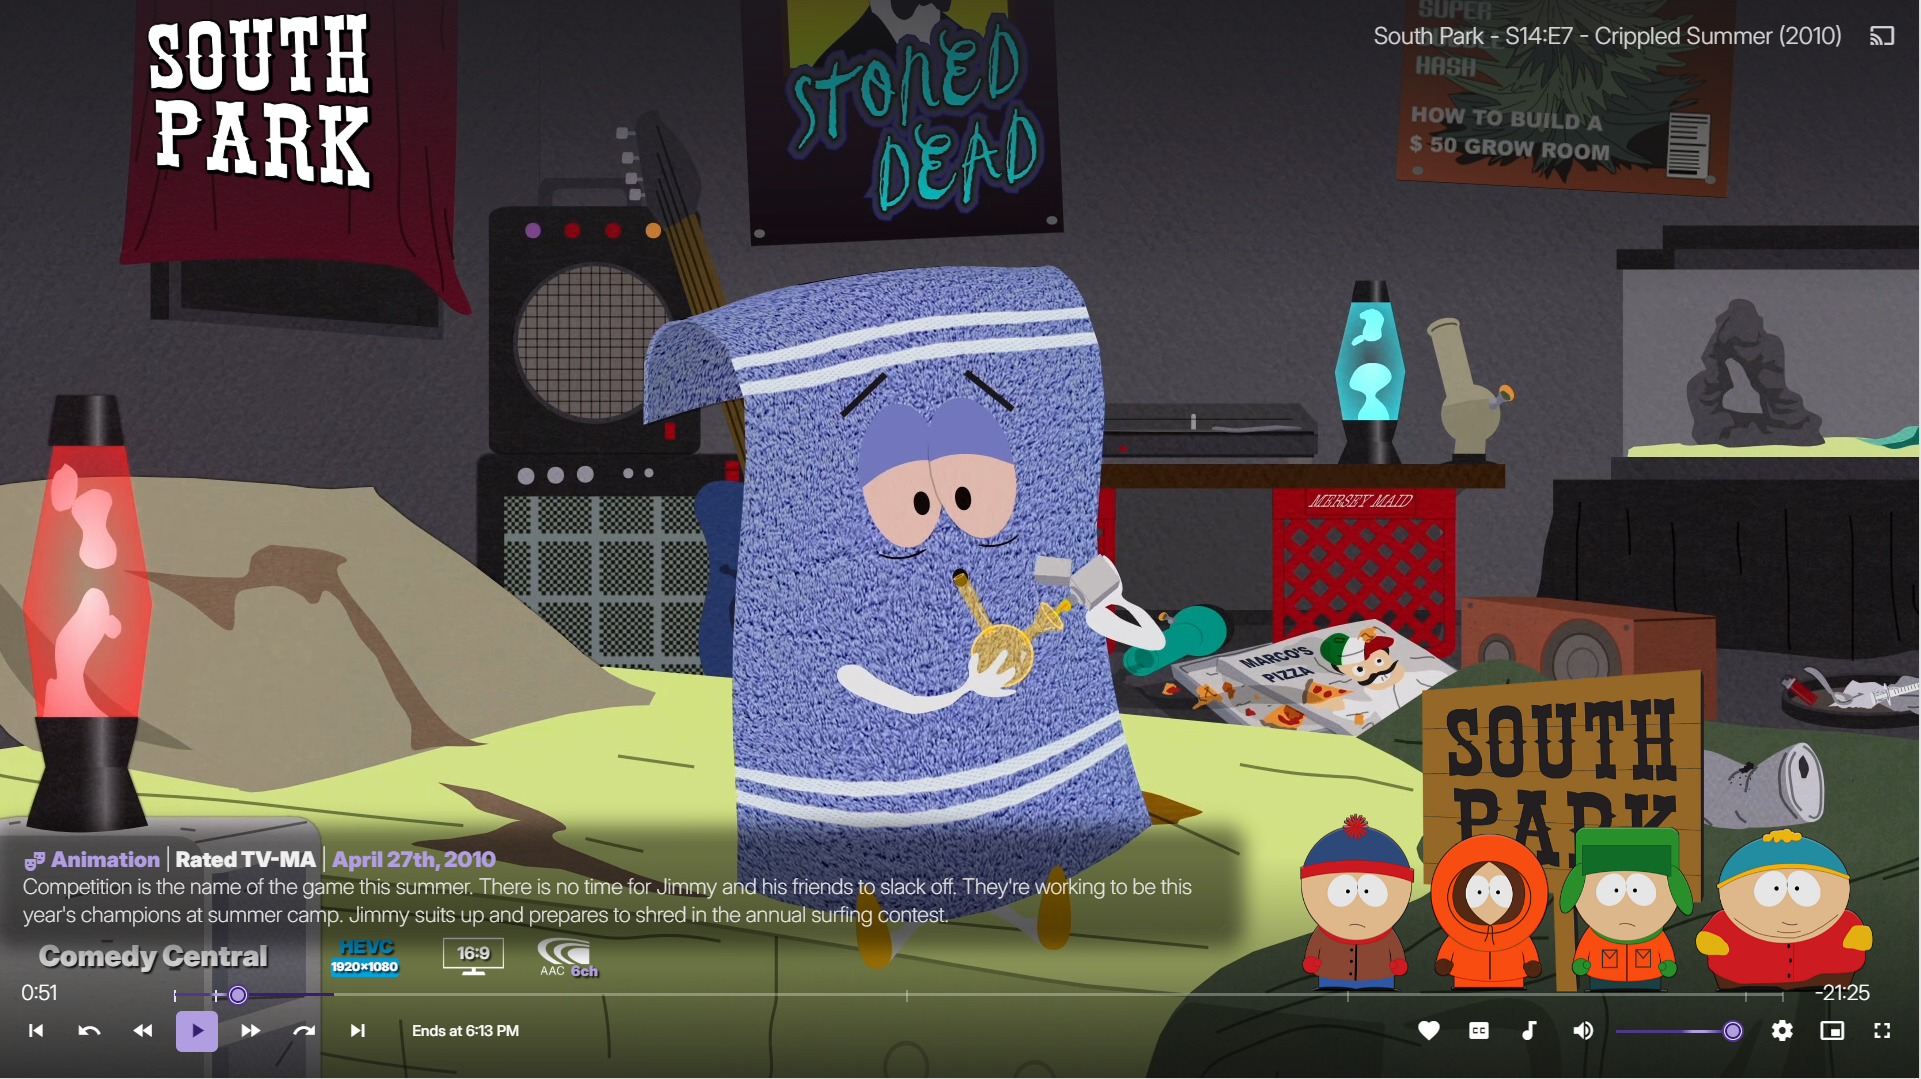 SOUTH
PARK
STONED
DEAD
SUPER
HASH
HOW TO BUILD A
$ 50 GROW ROOM
South Park - S14:E7 - Crippled Summer (2010)
MERSEY MAID
MARCO'S
PIZZA
SOUTH
PARK
Animation | Rated TV-MA | April 27th, 2010
Competition is the name of the game this summer. There is no time for Jimmy and his friends to slack off. They're working to be this
year's champions at summer camp. Jimmy suits up and prepares to shred in the annual surfing contest.
Comedy Central
HEVC
1920×1080
16:9
AAC 6ch
0:51
-21:25
Ends at 6:13 PM
CC